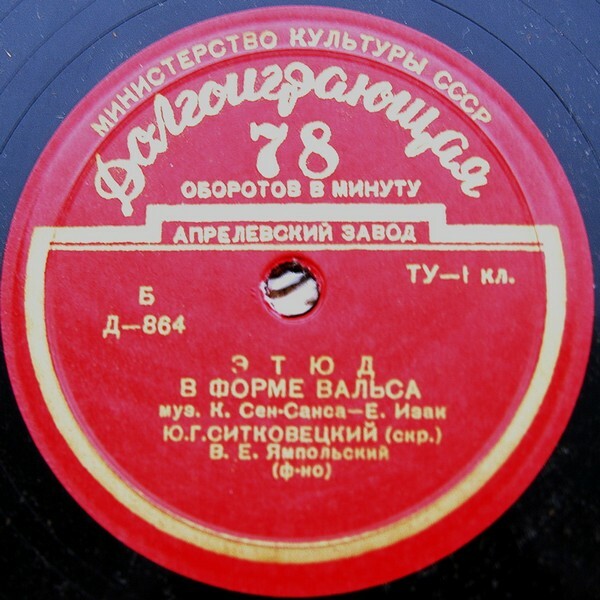 МИНИСТЕРСТВО КУЛЬТУРЫ СССР
Долгоиграющая
78
ОБОРОТОВ В МИНУТУ
АПРЕЛЕВСКИЙ ЗАВОД
ТУ—I кл.
Б
Д—864
ЭТЮД
В ФОРМЕ ВАЛЬСА
муз. К. Сен-Санса—Е. Изаи
Ю.Г.СИТКОВЕЦКИЙ (скр.)
В. Е. Ямпольский
(ф-но)